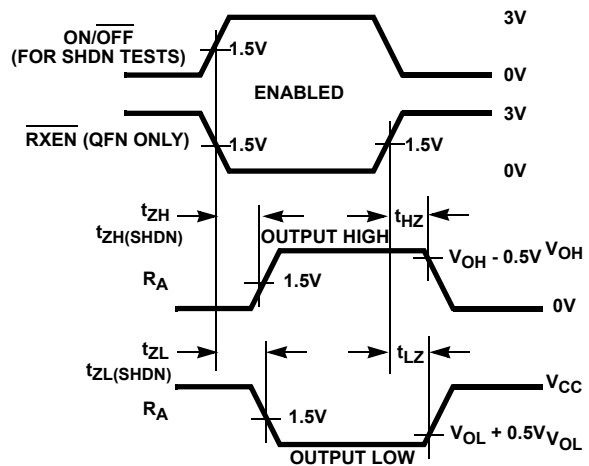 ON/OFF
(FOR SHDN TESTS)
1.5V
3V
0V
ENABLED
RXEN (QFN ONLY)
1.5V
1.5V
3V
0V
tZH
tZH(SHDN)
OUTPUT HIGH
tHZ
VOH - 0.5V
VOH
RA
1.5V
0V
tZL
tZL(SHDN)
tLZ
VCC
RA
1.5V
VOL + 0.5V
VOL
OUTPUT LOW